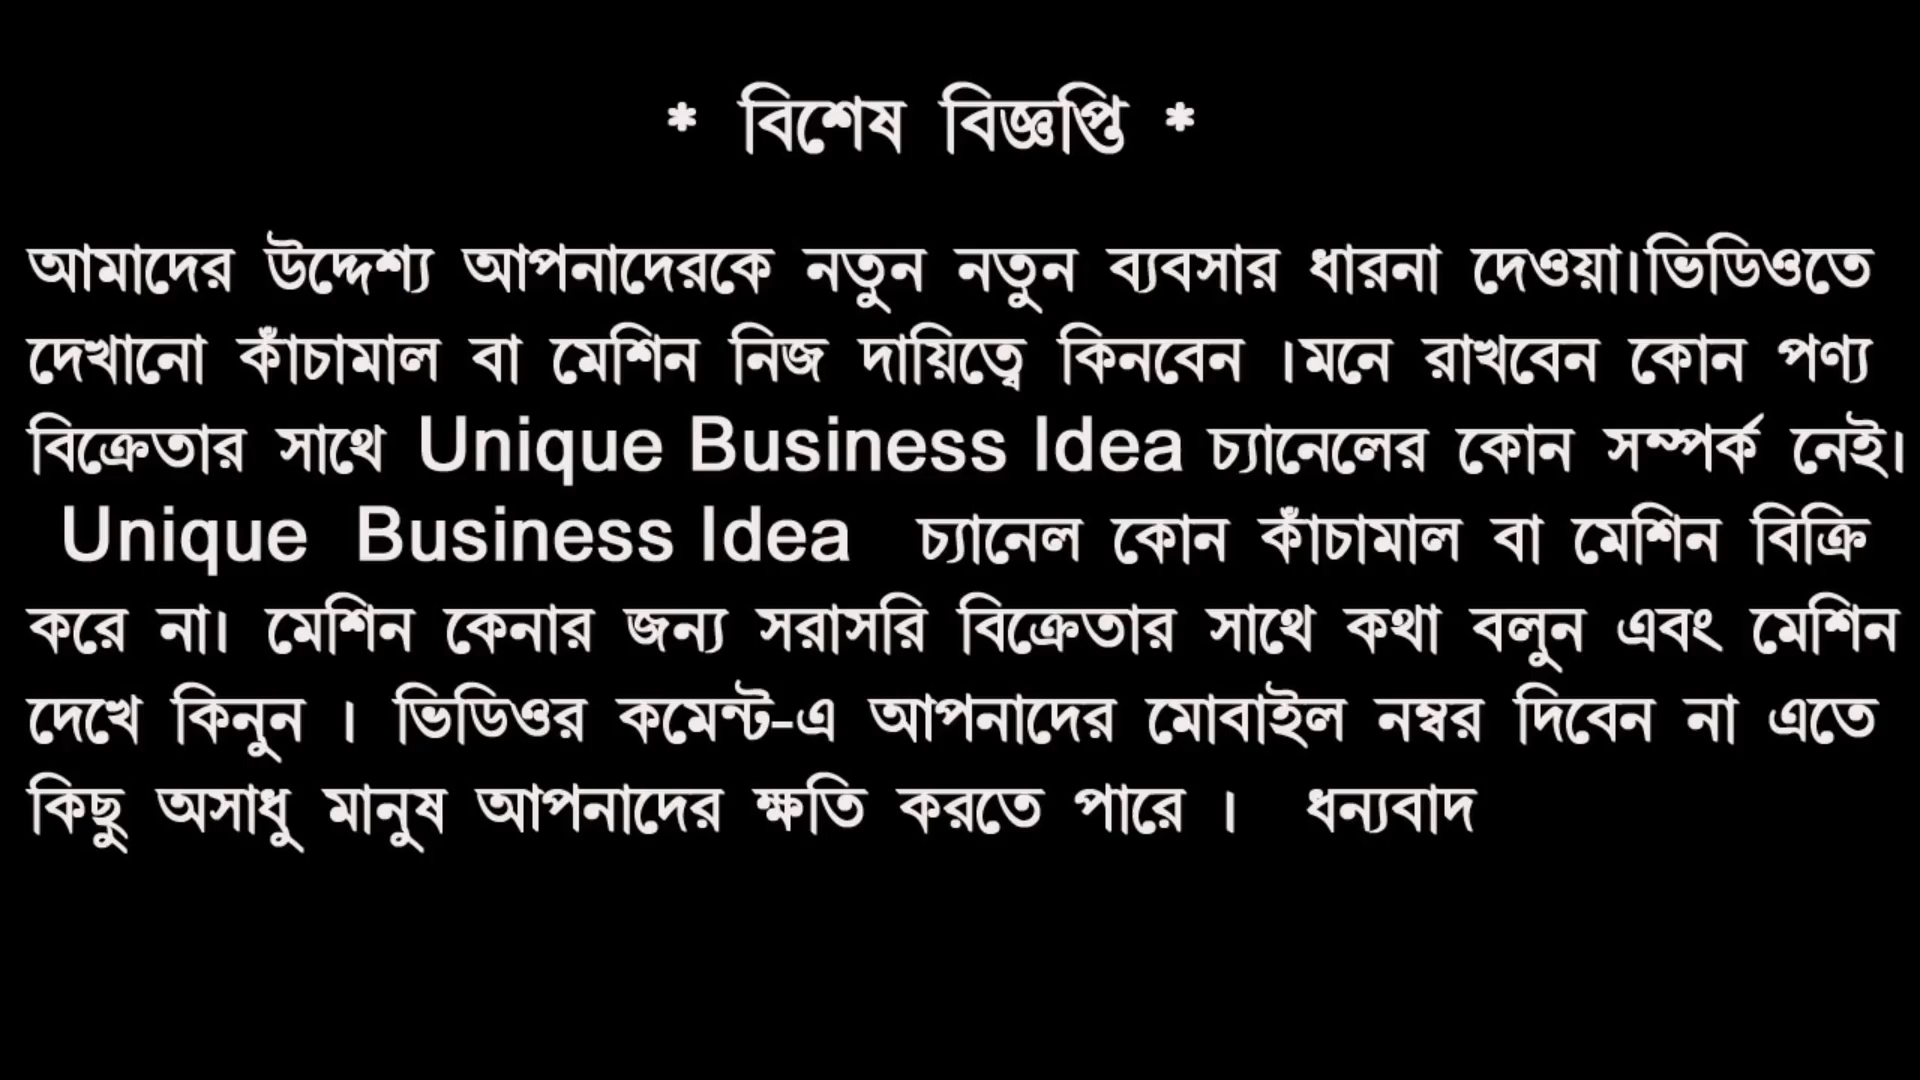 * বিশেষ বিজ্ঞপ্তি *
আমাদের উদ্দেশ্য আপনাদেরকে নতুন নতুন ব্যবসার ধারনা দেওয়া।ভিডিওতে
দেখানো কাঁচামাল বা মেশিন নিজ দায়িত্বে কিনবেন ।মনে রাখবেন কোন পণ্য
বিক্রেতার সাথে Unique Business Idea চ্যানেলের কোন সম্পর্ক নেই।
Unique Business Idea চ্যানেল কোন কাঁচামাল বা মেশিন বিক্রি
করে না। মেশিন কেনার জন্য সরাসরি বিক্রেতার সাথে কথা বলুন এবং মেশিন
দেখে কিনুন । ভিডিওর কমেন্ট-এ আপনাদের মোবাইল নম্বর দিবেন না এতে
কিছু অসাধু মানুষ আপনাদের ক্ষতি করতে পারে । ধন্যবাদ